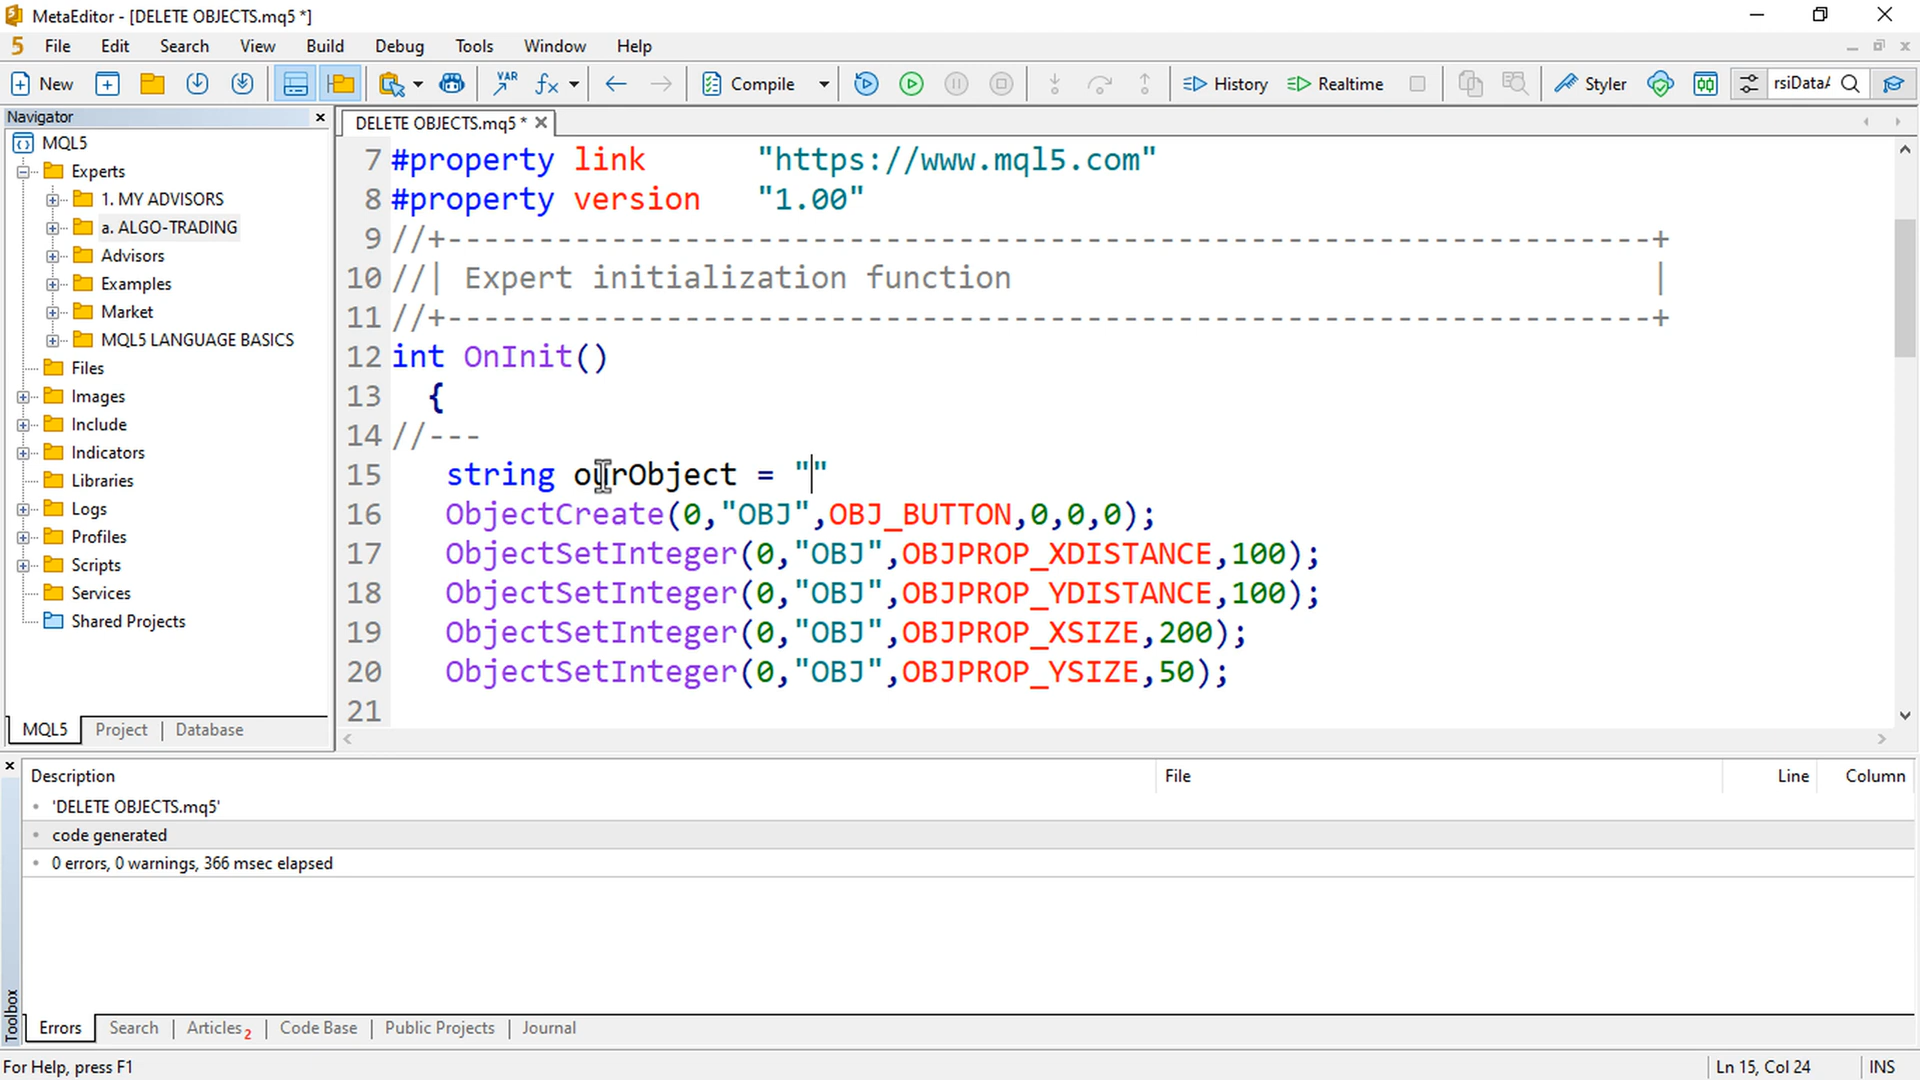 MetaEditor - [DELETE OBJECTS.mq5 *]
5 File Edit Search View Build Debug Tools Window Help
New VAR fx Compile History Realtime Styler rsiDataA
Navigator
MQL5
Experts
1. MY ADVISORS
a. ALGO-TRADING
Advisors
Examples
Market
MQL5 LANGUAGE BASICS
Files
Images
Include
Indicators
Libraries
Logs
Profiles
Scripts
Services
Shared Projects
MQL5 Project Database
DELETE OBJECTS.mq5 *
7 #property link      "https://www.mql5.com"
8 #property version   "1.00"
9 //+------------------------------------------------------------------+
10 //| Expert initialization function                                   |
11 //+------------------------------------------------------------------+
12 int OnInit()
13   {
14 //---
15    string ourObject = ""
16    ObjectCreate(0,"OBJ",OBJ_BUTTON,0,0,0);
17    ObjectSetInteger(0,"OBJ",OBJPROP_XDISTANCE,100);
18    ObjectSetInteger(0,"OBJ",OBJPROP_YDISTANCE,100);
19    ObjectSetInteger(0,"OBJ",OBJPROP_XSIZE,200);
20    ObjectSetInteger(0,"OBJ",OBJPROP_YSIZE,50);
21
Description File Line Column
'DELETE OBJECTS.mq5'
code generated
0 errors, 0 warnings, 366 msec elapsed
Toolbox
Errors Search Articles 2 Code Base Public Projects Journal
For Help, press F1 Ln 15, Col 24 INS